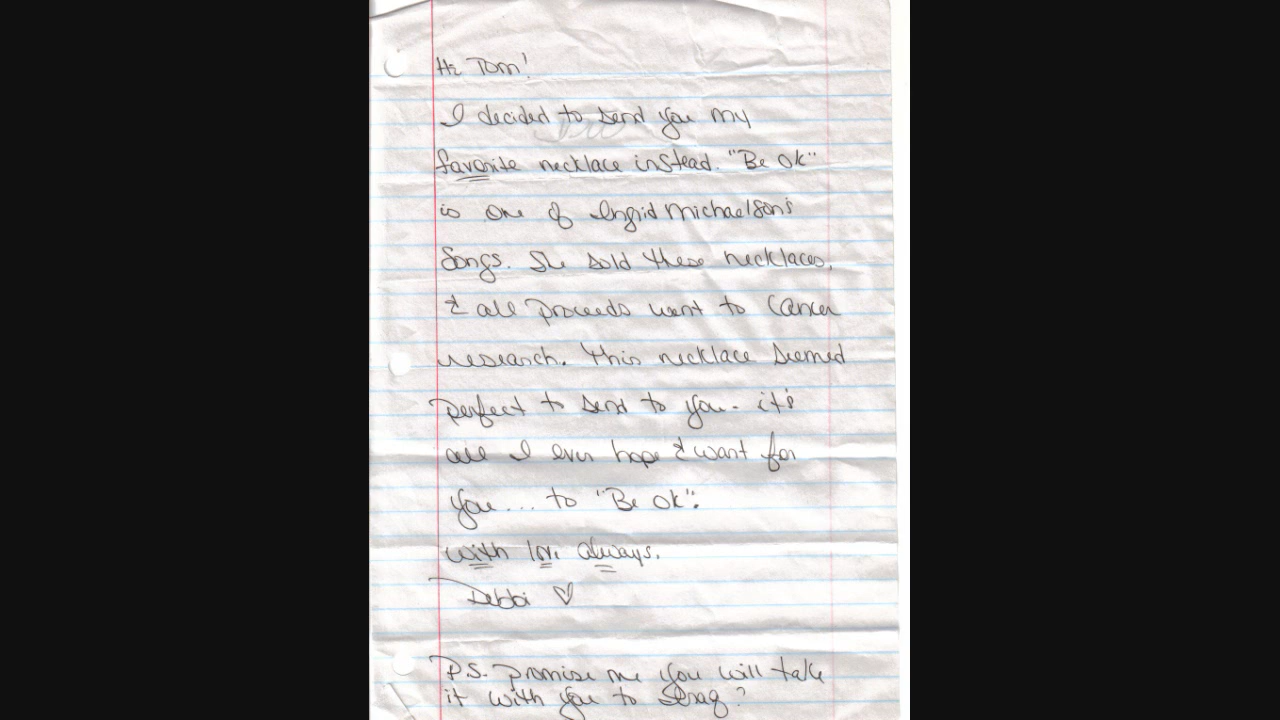 Hi Tom!
I decided to send you my
favorite necklace instead. "Be OK"
is one of Ingrid Michaelson's
songs. She sold these necklaces,
& all proceeds went to Cancer
research. This necklace seemed
perfect to send to you. it's
all I ever hope & want for
you... to "Be OK".
with love always,
Debbi
P.S. promise me you will take
it with you to Iraq?